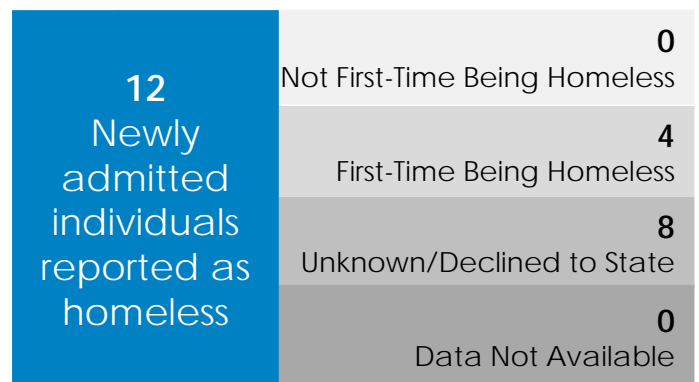 12
Newly
admitted
individuals
reported as
homeless
0
Not First-Time Being Homeless
4
First-Time Being Homeless
8
Unknown/Declined to State
0
Data Not Available